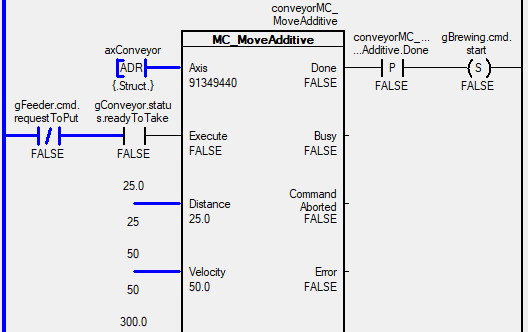 conveyorMC_
MoveAdditive
MC_MoveAdditive
axConveyor
ADR
{.Struct.}
Axis
91349440
Done
FALSE
conveyorMC_...
...Additive.Done
P
FALSE
gBrewing.cmd.
start
S
FALSE
gFeeder.cmd.
requestToPut
FALSE
gConveyor.statu
s.readyToTake
FALSE
Execute
FALSE
Busy
FALSE
25.0
25
Distance
25.0
Command
Aborted
FALSE
50
50
Velocity
50.0
Error
FALSE
300.0